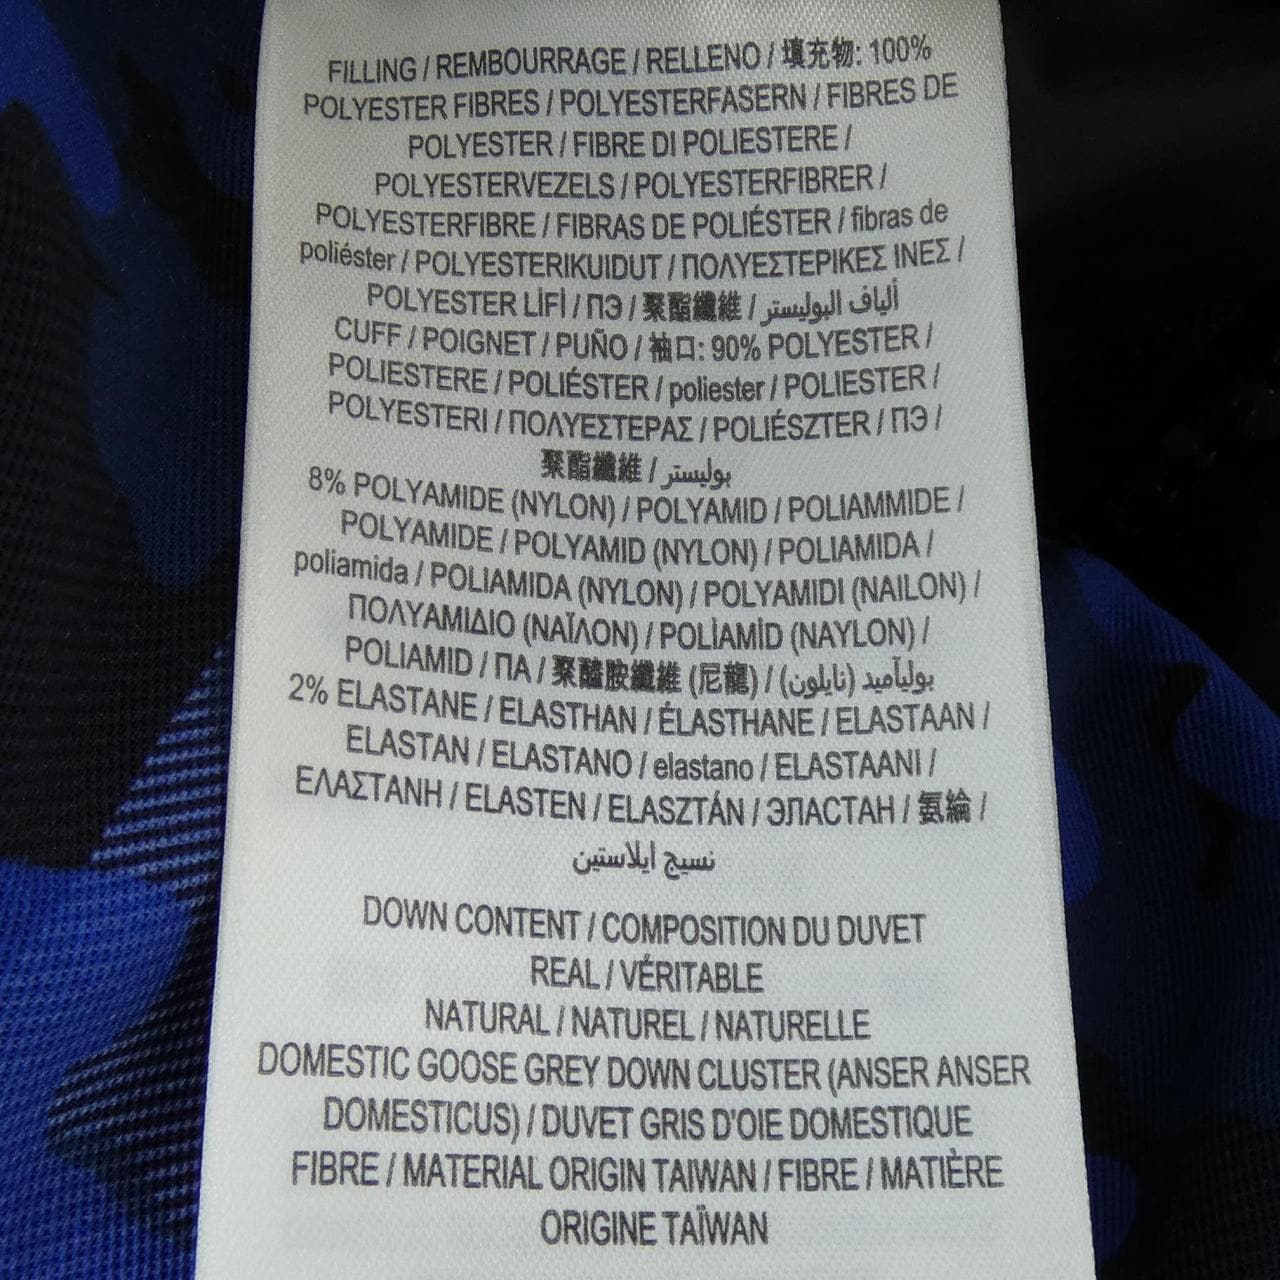 FILLING / REMBOURRAGE / RELLENO / 填充物: 100%
POLYESTER FIBRES / POLYESTERFASERN / FIBRES DE
POLYESTER / FIBRE DI POLIESTERE /
POLYESTERVEZELS / POLYESTERFIBRER /
POLYESTERFIBRE / FIBRAS DE POLIÉSTER / fibras de
poliéster / POLYESTERIKUIDUT / ΠΟΛΥΕΣΤΕΡΙΚΕΣ ΙΝΕΣ /
POLYESTER LİFİ / ПЭ / 聚酯纖維 / ألياف البوليستر
CUFF / POIGNET / PUÑO / 袖口: 90% POLYESTER /
POLIESTERE / POLIÉSTER / poliester / POLIESTER /
POLYESTERI / ΠΟΛΥΕΣΤΕΡΑΣ / POLIÉSZTER / ПЭ /
聚酯纖維 / بوليستر
8% POLYAMIDE (NYLON) / POLYAMID / POLIAMMIDE /
POLYAMIDE / POLYAMID (NYLON) / POLIAMIDA /
poliamida / POLIAMIDA (NYLON) / POLYAMIDI (NAILON) /
ΠΟΛΥΑΜΙΔΙΟ (ΝΑΪΛΟΝ) / POLİAMİD (NAYLON) /
POLIAMID / ПА / 聚醯胺纖維 (尼龍) / بولیآمید (نايلون)
2% ELASTANE / ELASTHAN / ÉLASTHANE / ELASTAAN /
ELASTAN / ELASTANO / elastano / ELASTAANI /
ΕΛΑΣΤΑΝΗ / ELASTEN / ELASZTÁN / ЭЛАСТАН / 氨綸 /
نسيج ايلاستين
DOWN CONTENT / COMPOSITION DU DUVET
REAL / VÉRITABLE
NATURAL / NATUREL / NATURELLE
DOMESTIC GOOSE GREY DOWN CLUSTER (ANSER ANSER
DOMESTICUS) / DUVET GRIS D'OIE DOMESTIQUE
FIBRE / MATERIAL ORIGIN TAIWAN / FIBRE / MATIÈRE
ORIGINE TAÏWAN